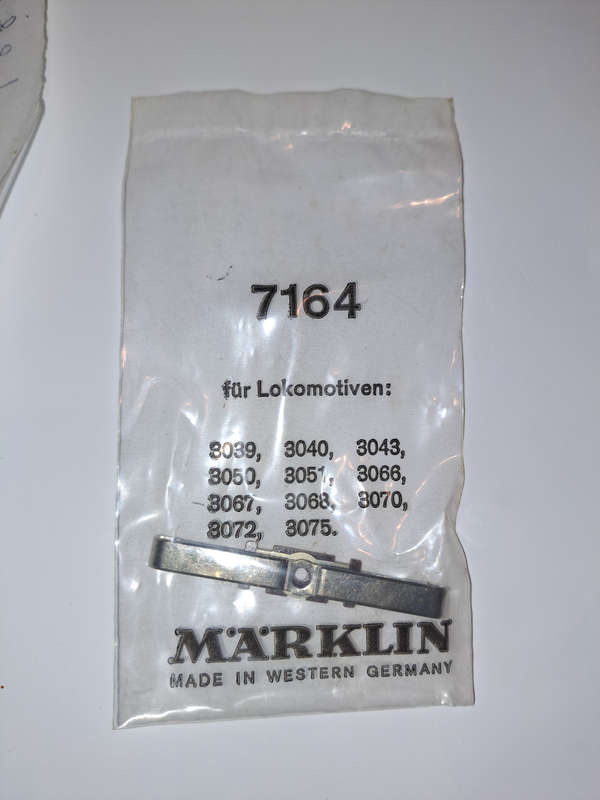 7164
für Lokomotiven:
3039, 3040, 3043,
3050, 3051, 3066,
3067, 3068, 3070,
3072, 3075.
MÄRKLIN
MADE IN WESTERN GERMANY